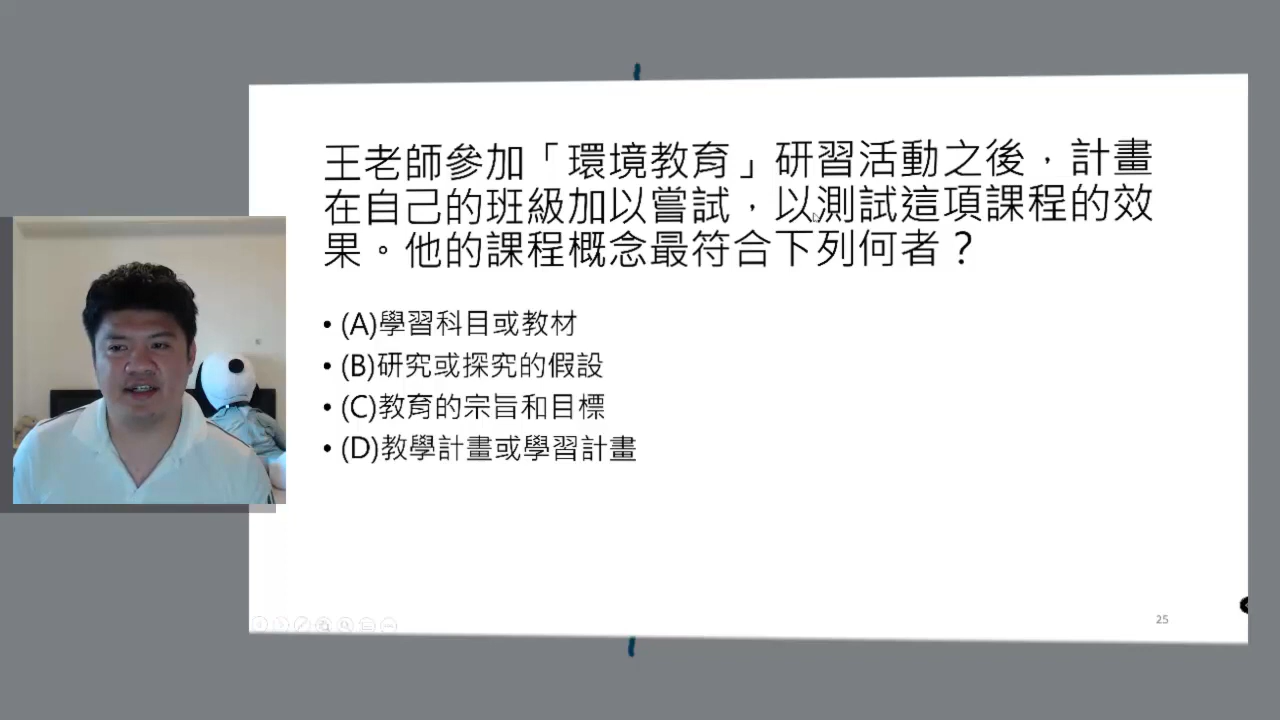 王老師參加「環境教育」研習活動之後，計畫
在自己的班級加以嘗試，以測試這項課程的效
果。他的課程概念最符合下列何者？
• (A)學習科目或教材
• (B)研究或探究的假設
• (C)教育的宗旨和目標
• (D)教學計畫或學習計畫
25